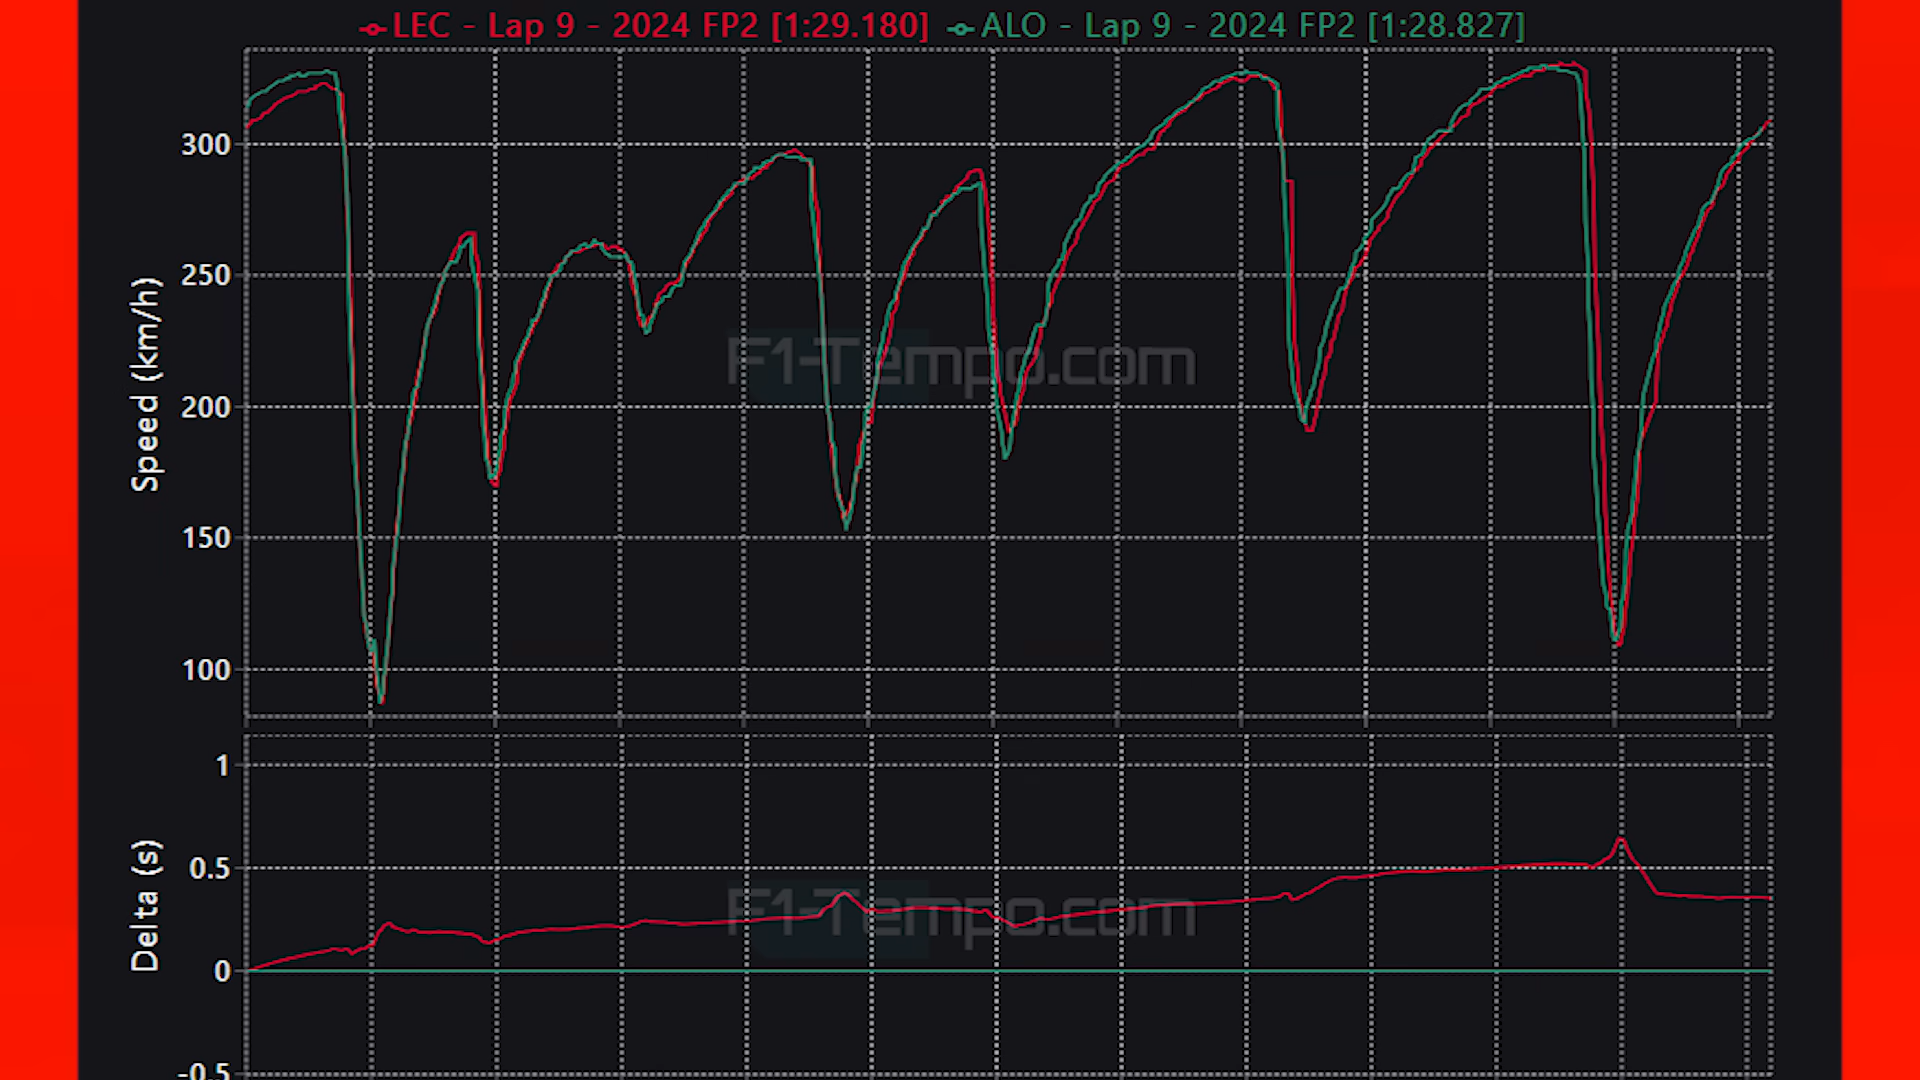 LEC - Lap 9 - 2024 FP2 [1:29.180] ALO - Lap 9 - 2024 FP2 [1:28.827]
300
250
200
150
100
Speed (km/h)
F1-Tempo.com
1
0.5
0
-0.5
Delta (s)
F1-Tempo.com